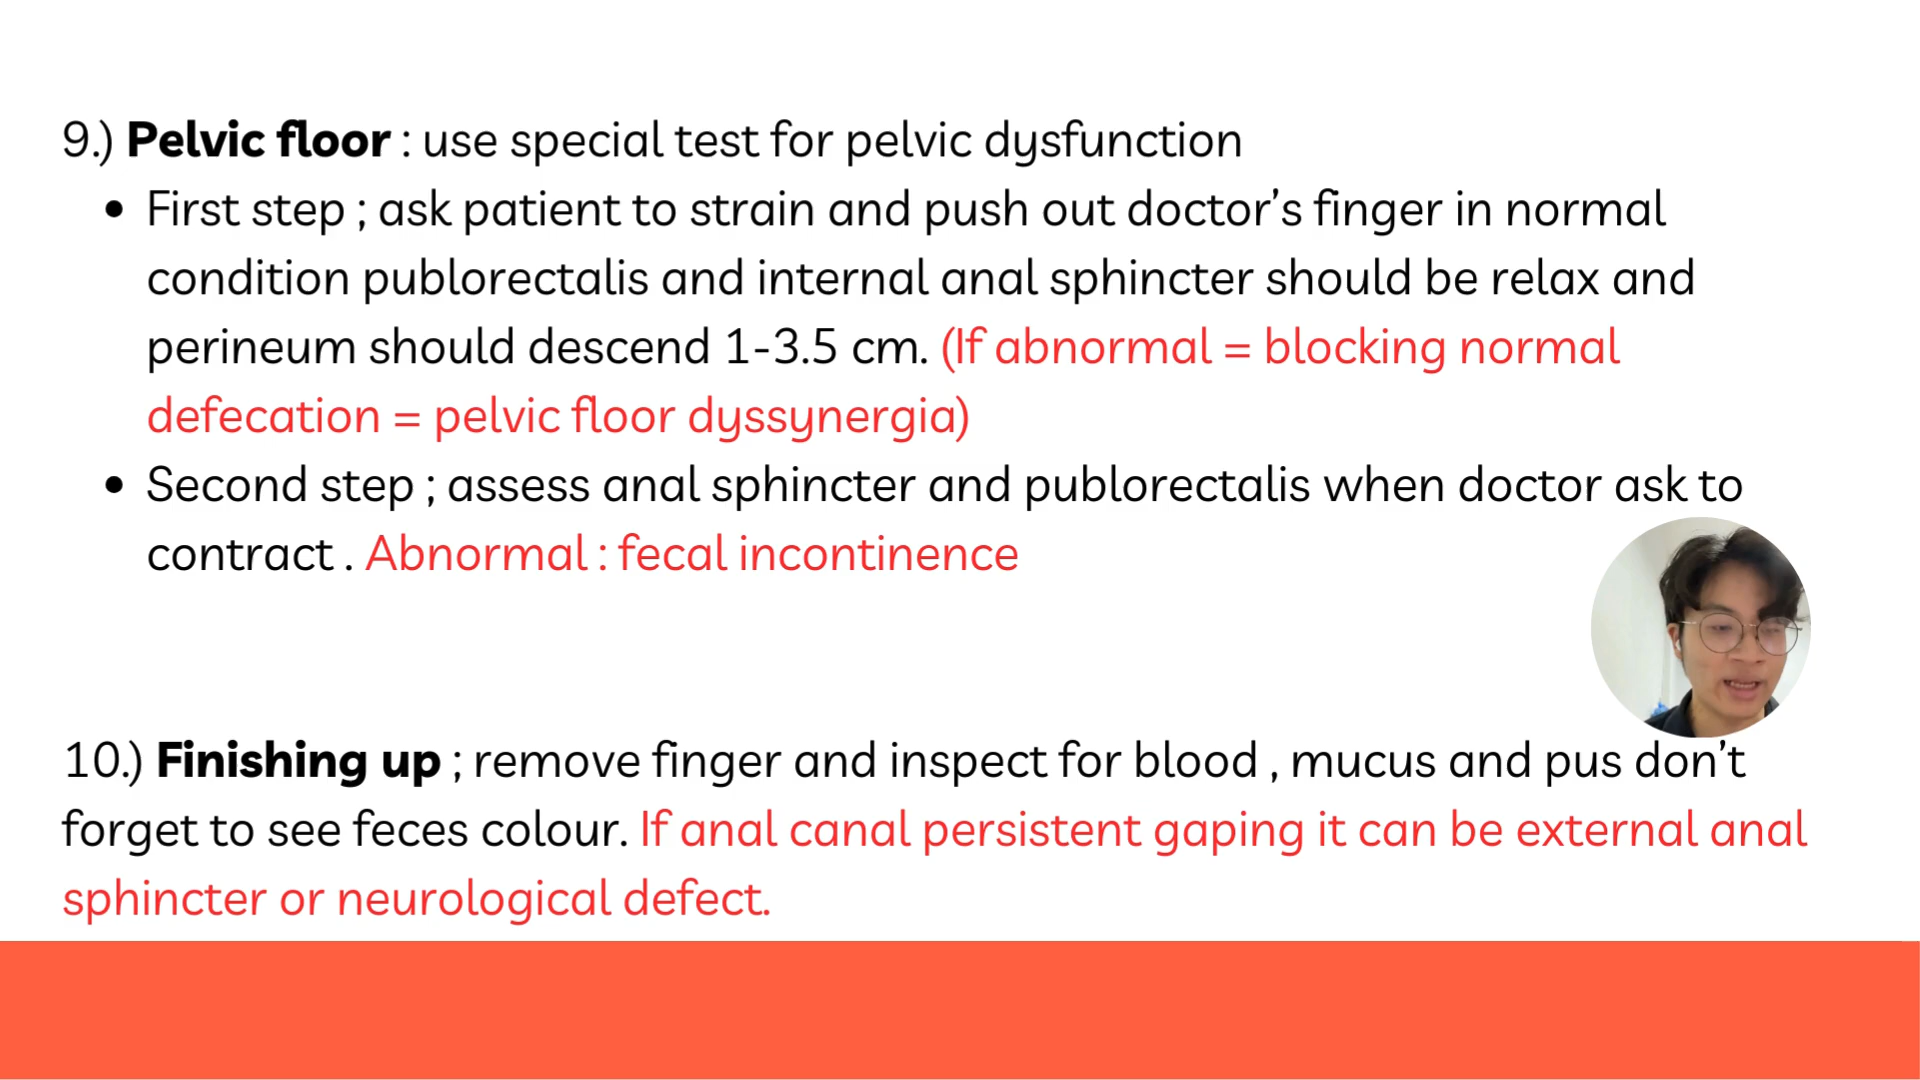 9.) Pelvic floor : use special test for pelvic dysfunction
• First step ; ask patient to strain and push out doctor’s finger in normal
condition publorectalis and internal anal sphincter should be relax and
perineum should descend 1-3.5 cm. (If abnormal = blocking normal
defecation = pelvic floor dyssynergia)
• Second step ; assess anal sphincter and publorectalis when doctor ask to
contract . Abnormal : fecal incontinence
10.) Finishing up ; remove finger and inspect for blood , mucus and pus don’t
forget to see feces colour. If anal canal persistent gaping it can be external anal
sphincter or neurological defect.